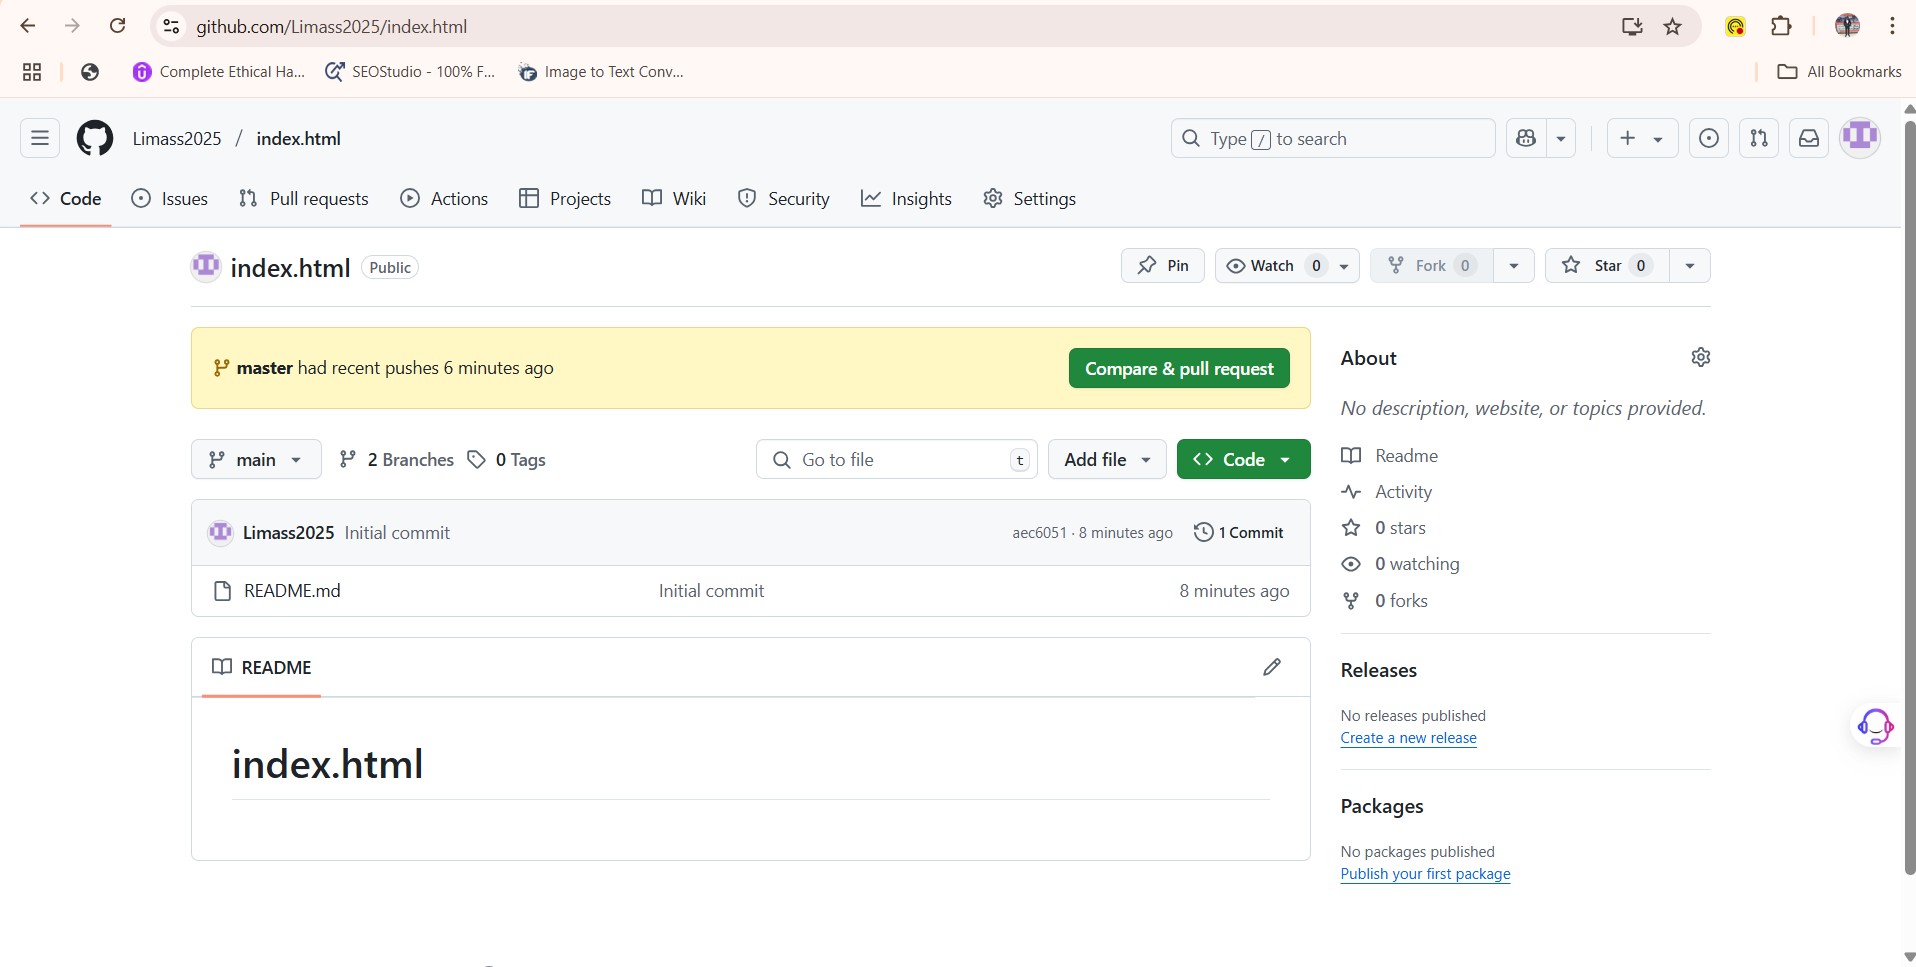 github.com/Limass2025/index.html
Complete Ethical Ha...
SEOStudio - 100% F...
Image to Text Conv...
All Bookmarks
Limass2025 / index.html
Type / to search
Code
Issues
Pull requests
Actions
Projects
Wiki
Security
Insights
Settings
index.html Public
Pin
Watch 0
Fork 0
Star 0
master had recent pushes 6 minutes ago
Compare & pull request
main
2 Branches
0 Tags
Go to file t
Add file
Code
Limass2025 Initial commit
aec6051 · 8 minutes ago
1 Commit
README.md Initial commit 8 minutes ago
README
index.html
About
No description, website, or topics provided.
Readme
Activity
0 stars
0 watching
0 forks
Releases
No releases published
Create a new release
Packages
No packages published
Publish your first package